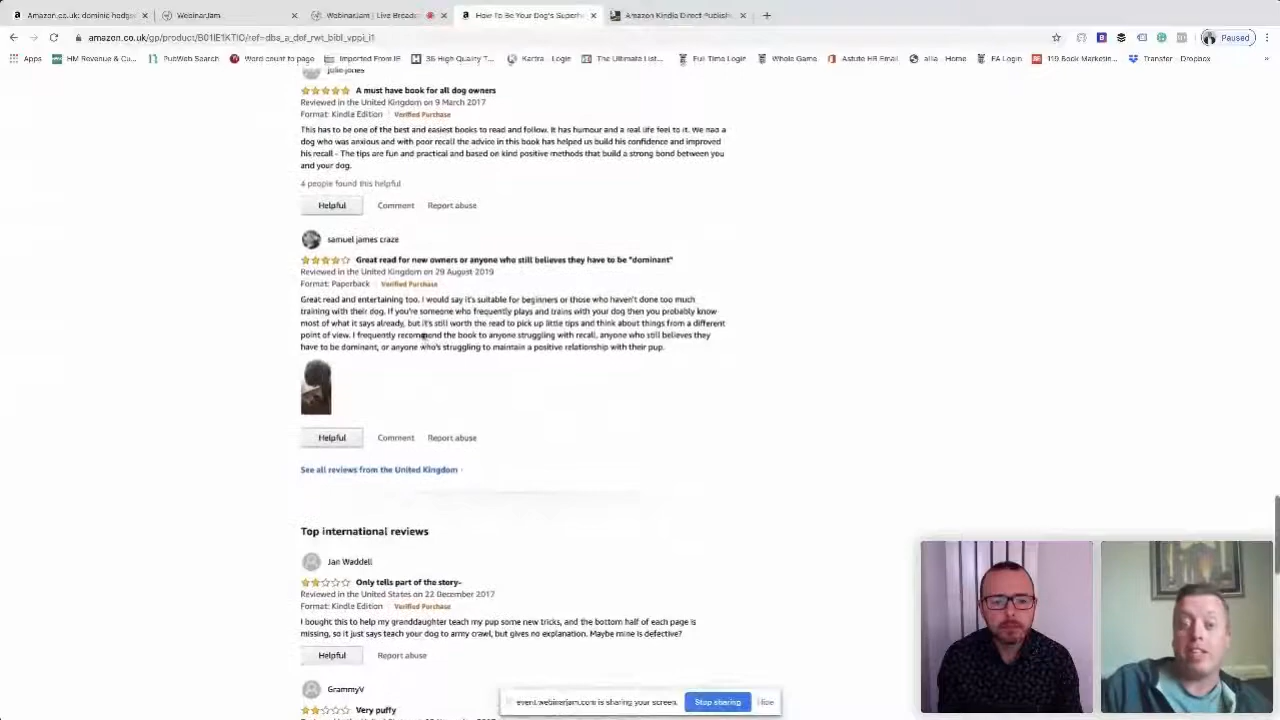 dominic hodgson
WebinarJam
WebinarJam | Live Broadc
How To Be Your Dog's Superh
Amazon Kindle Direct Publish
amazon.co.uk/gp/product/B01IE1KTIO/ref=dbs_a_def_rwt_bibl_vppi_i1
Paused
Apps
HM Revenue & Cu...
PubWeb Search
Word count to page
Imported From IE
36 High Quality T...
Kartra
Login
The Ultimate List...
Full Time Login
Whole Game
Astute HR Email
Home
FA Login
119 Book Marketin...
Transfer
Dropbox
julie jones
A must have book for all dog owners
Reviewed in the United Kingdom on 9 March 2017
Format: Kindle Edition | Verified Purchase
This has to be one of the best and easiest books to read and follow. It has humour and a real life feel to it. We had a
dog who was anxious and with poor recall the advice in this book has helped us build his confidence and improved
his recall - The tips are fun and practical and based on kind positive methods that build a strong bond between you
and your dog.
4 people found this helpful
Helpful
Comment
Report abuse
samuel james craze
Great read for new owners or anyone who still believes they have to be "dominant"
Reviewed in the United Kingdom on 29 August 2019
Format: Paperback
Verified Purchase
Great read and entertaining too. I would say it's suitable for beginners or those who haven't done too much
training with their dog. If you're someone who frequently plays and trains with your dog then you probably know
most of what it says already, but it's still worth the read to pick up little tips and think about things from a different
point of view. I frequently recommend the book to anyone struggling with recall, anyone who still believes they
have to be dominant, or anyone who's struggling to maintain a positive relationship with their pup.
Helpful
Comment
Report abuse
See all reviews from the United Kingdom ›
Top international reviews
Jan Waddell
Only tells part of the story-
Reviewed in the United States on 22 December 2017
Format: Kindle Edition | Verified Purchase
I bought this to help my granddaughter teach my pup some new tricks, and the bottom half of each page is
missing, so it just says teach your dog to army crawl, but gives no explanation. Maybe mine is defective?
Helpful
Report abuse
GrammyV
Very puffy
event.webinarjam.com is sharing your screen.
Stop sharing
Hide